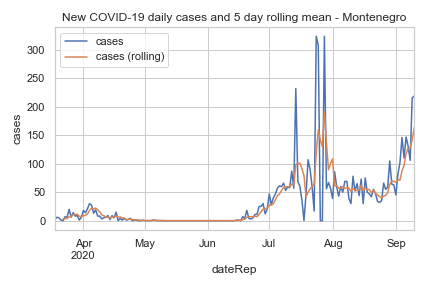 New COVID-19 daily cases and 5 day rolling mean - Montenegro
cases
cases (rolling)
300
250
200
150
100
50
0
cases
Apr
2020
May
Jun
Jul
Aug
Sep
dateRep